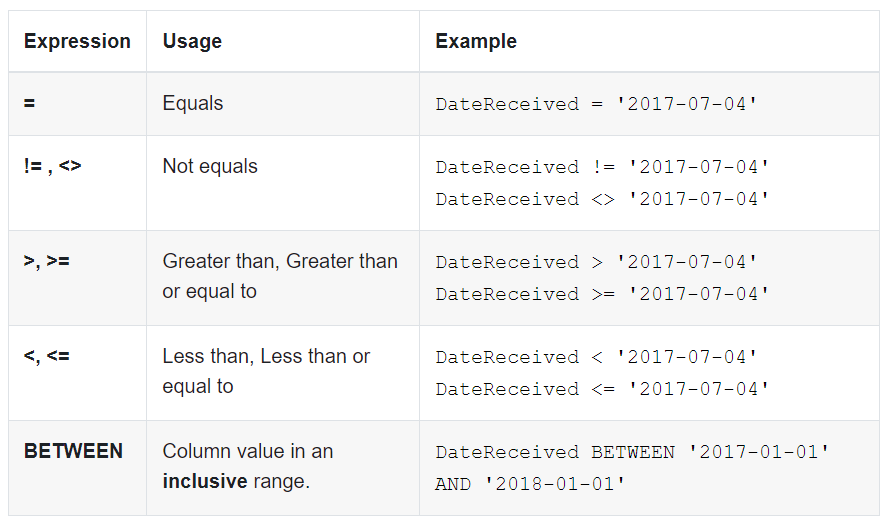 Expression Usage Example
= Equals DateReceived = '2017-07-04'
!= , <> Not equals DateReceived != '2017-07-04'
DateReceived <> '2017-07-04'
>, >= Greater than, Greater than DateReceived > '2017-07-04'
or equal to DateReceived >= '2017-07-04'
<, <= Less than, Less than or DateReceived < '2017-07-04'
equal to DateReceived <= '2017-07-04'
BETWEEN Column value in an DateReceived BETWEEN '2017-01-01'
inclusive range. AND '2018-01-01'